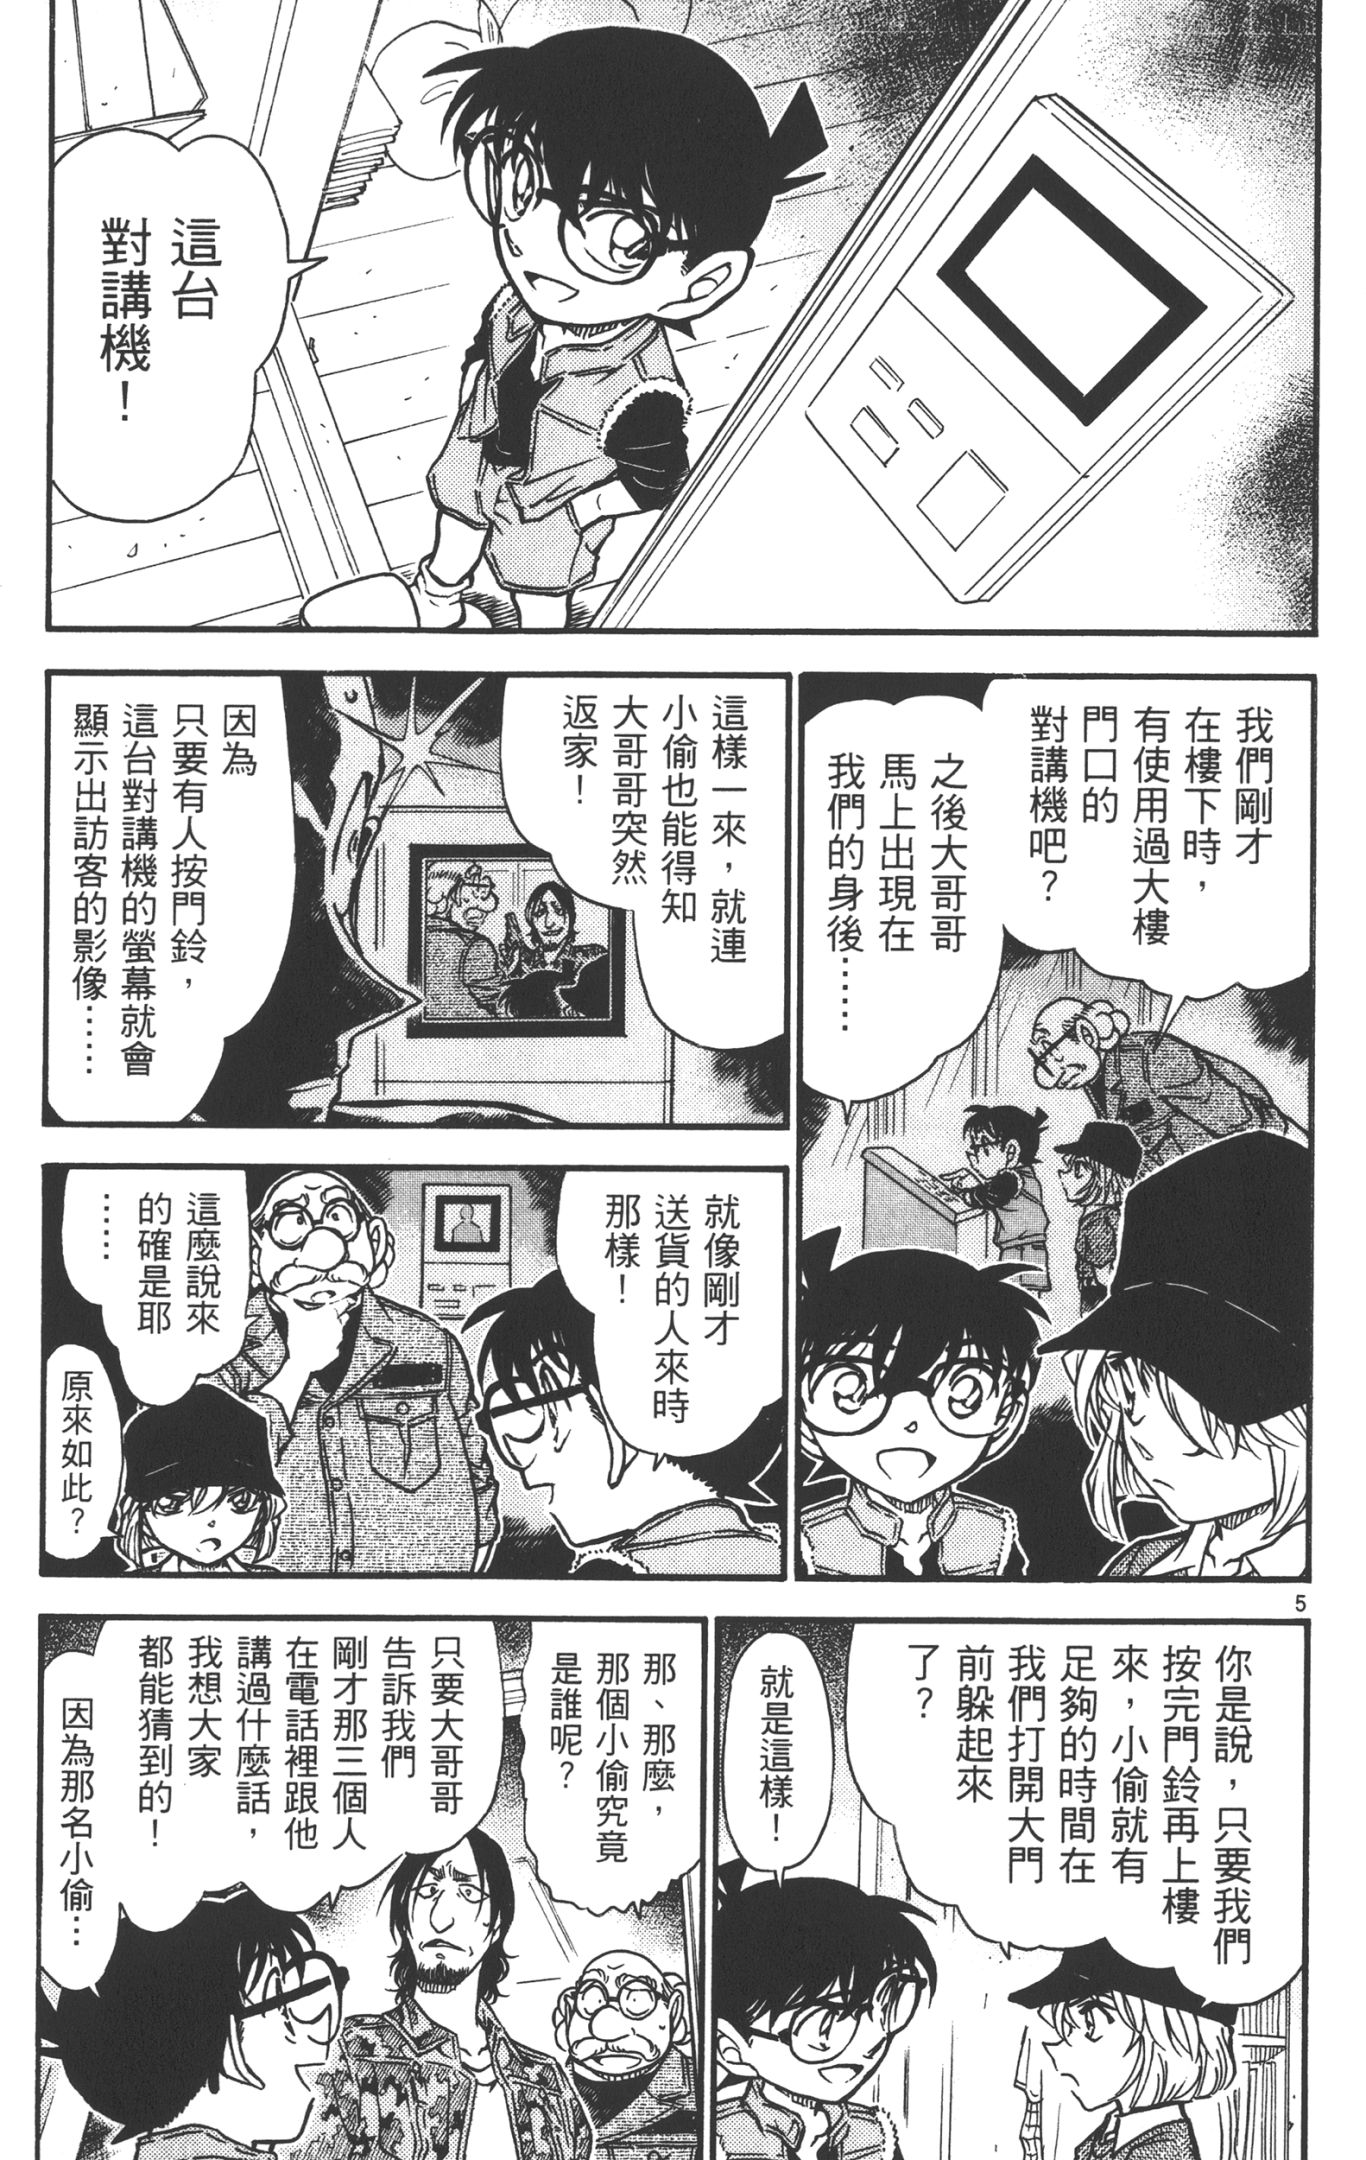 這台
對講機！
我們剛才
在樓下時，
有使用過大樓
門口的
對講機吧？
之後大哥哥
馬上出現在
我們的身後⋯⋯
這樣一來，就連
小偷也能得知
大哥哥突然
返家！
因為
只要有人按門鈴，
這台對講機的螢幕就會
顯示出訪客的影像⋯⋯
就像剛才
送貨的人來時
那樣！
這麼說來
的確是耶
⋯⋯
原來如此？
5
你是說，只要我們
按完門鈴再上樓
來，小偷就有
足夠的時間在
我們打開大門
前躲起來
了？
就是這樣！
那、那麼，
那個小偷究竟
是誰呢？
只要大哥哥
告訴我們
剛才那三個人
在電話裡跟他
講過什麼話，
我想大家
都能猜到的！
因為那名小偷⋯